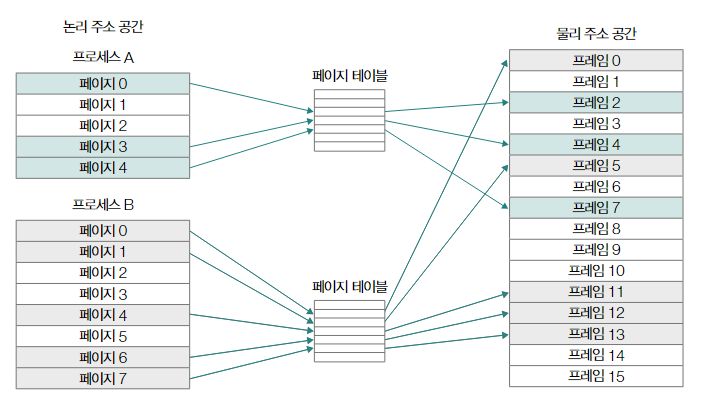 논리 주소 공간
프로세스 A
페이지 0
페이지 1
페이지 2
페이지 3
페이지 4
프로세스 B
페이지 0
페이지 1
페이지 2
페이지 3
페이지 4
페이지 5
페이지 6
페이지 7
페이지 테이블
페이지 테이블
물리 주소 공간
프레임 0
프레임 1
프레임 2
프레임 3
프레임 4
프레임 5
프레임 6
프레임 7
프레임 8
프레임 9
프레임 10
프레임 11
프레임 12
프레임 13
프레임 14
프레임 15